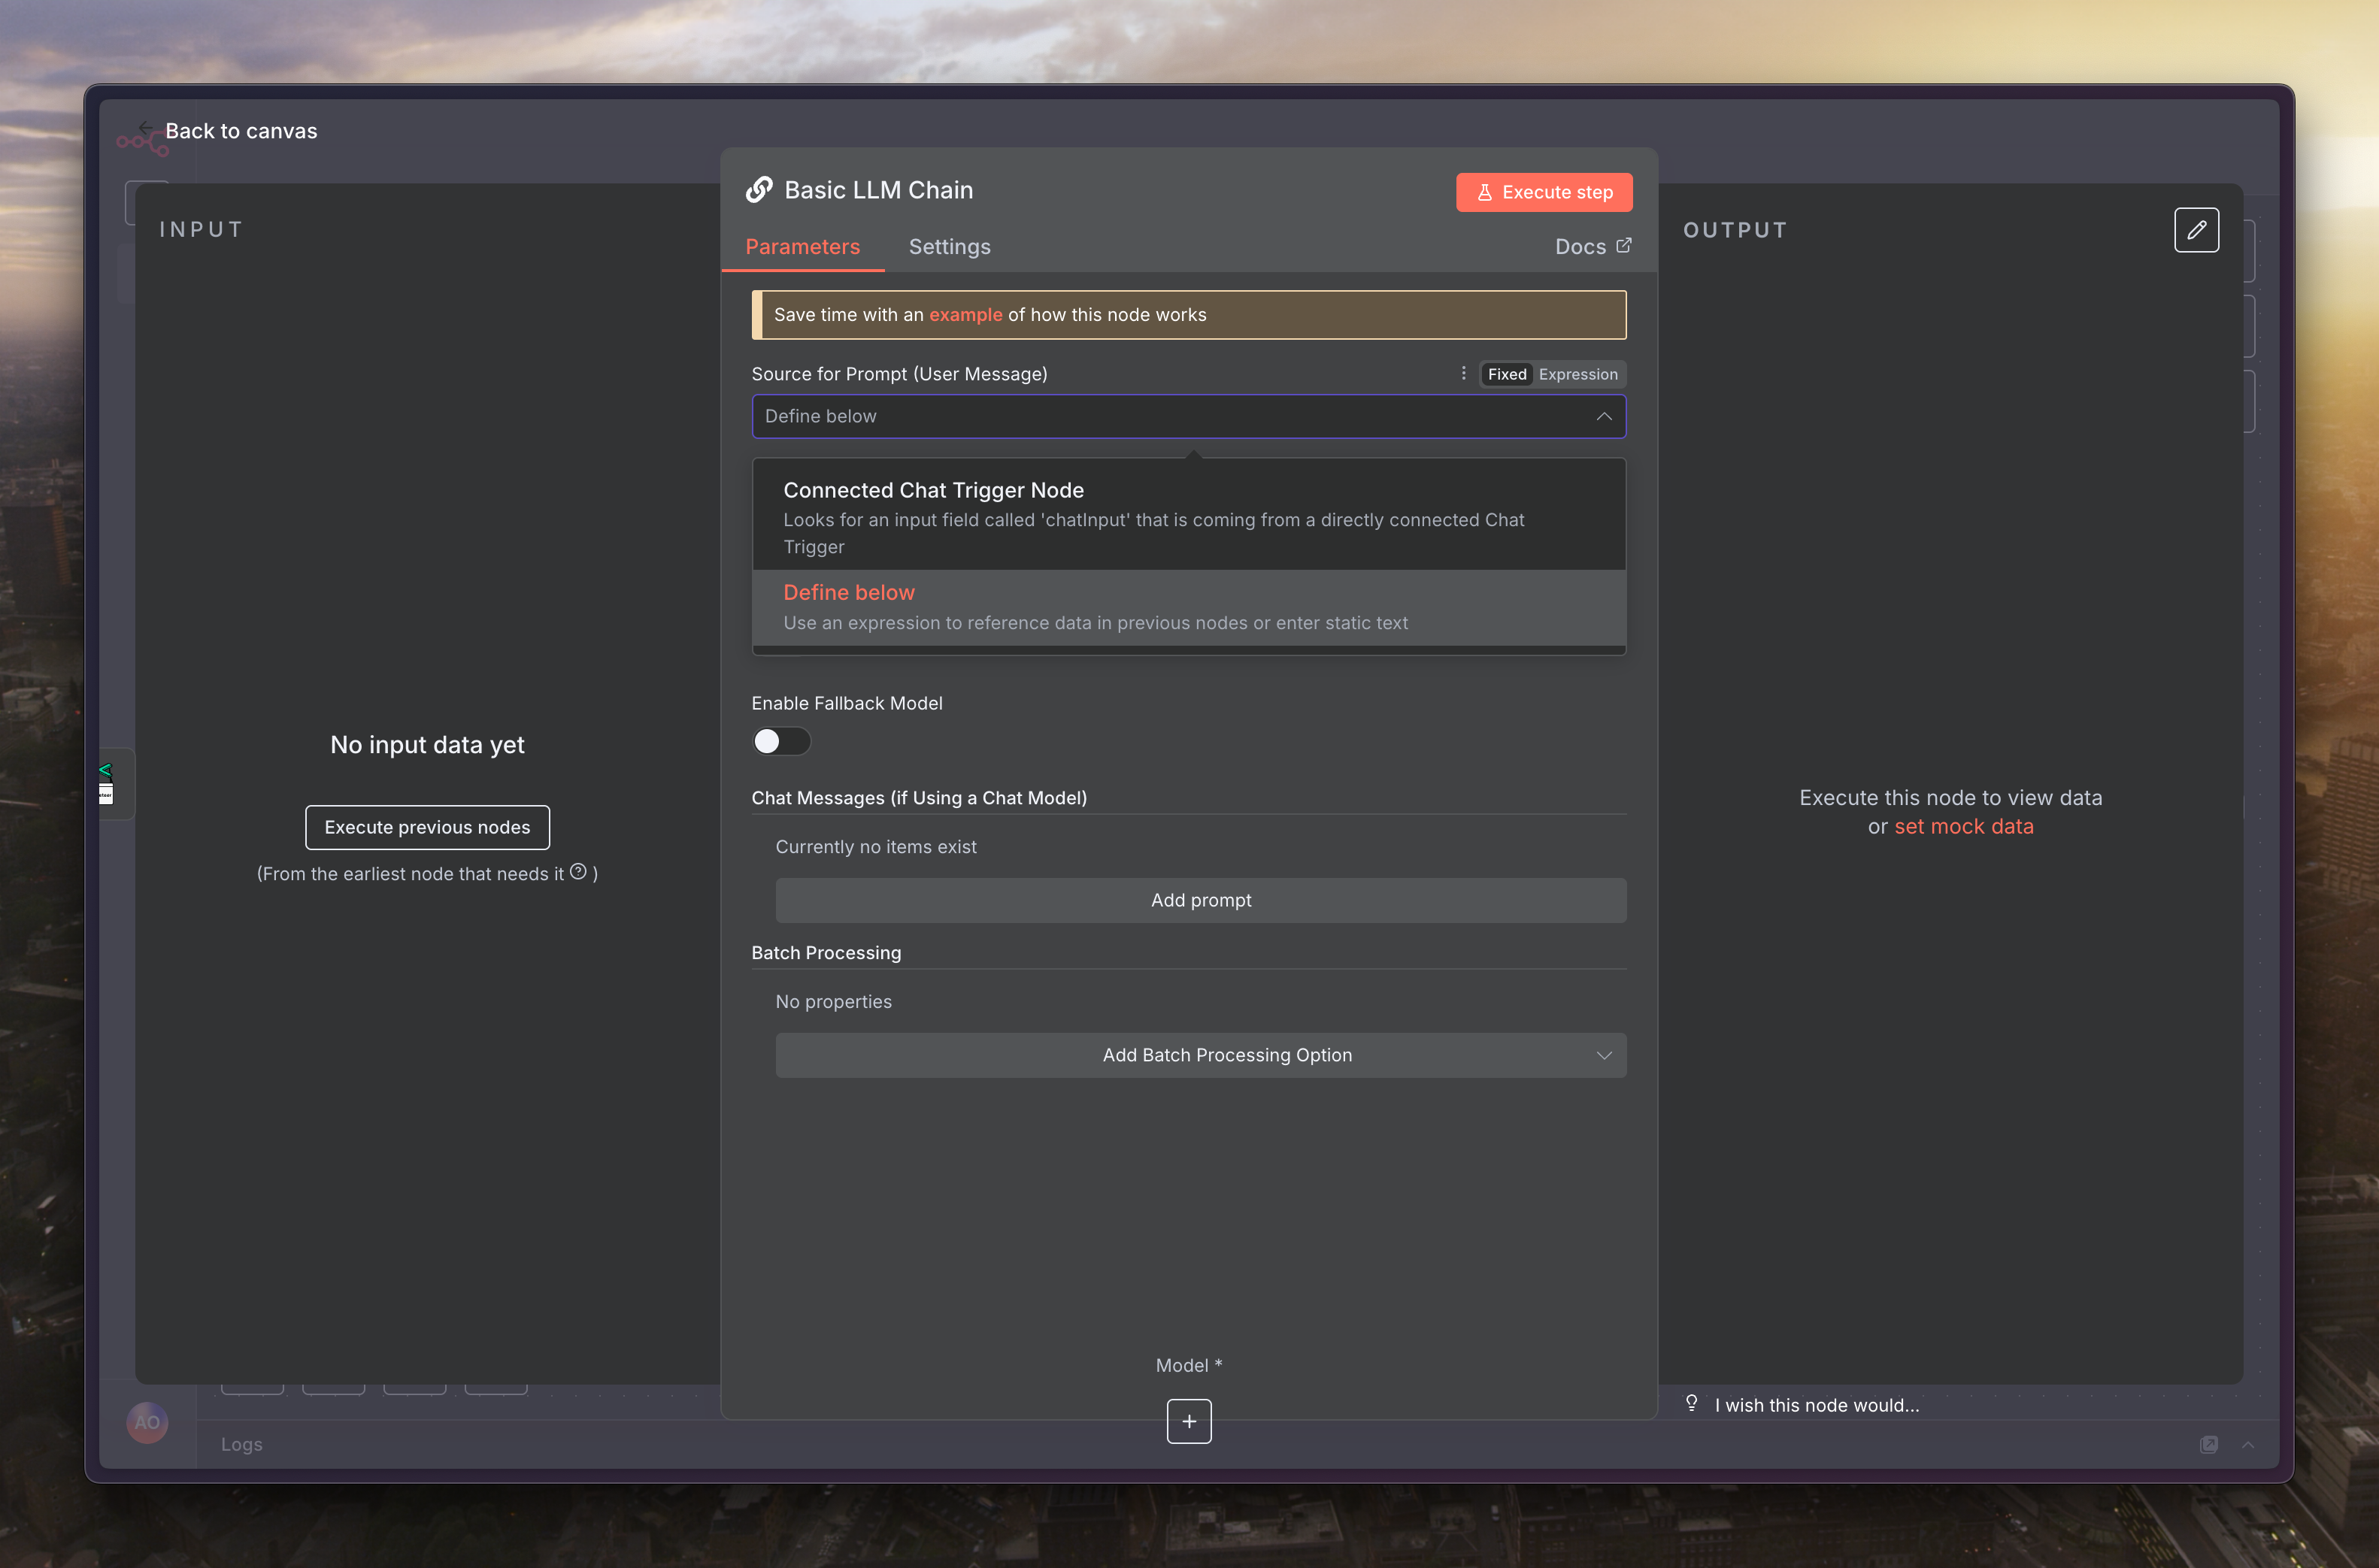 Back to canvas
INPUT
No input data yet
Execute previous nodes
(From the earliest node that needs it ? )
Basic LLM Chain
Execute step
Parameters
Settings
Docs
Save time with an example of how this node works
Source for Prompt (User Message)
Fixed
Expression
Define below
Connected Chat Trigger Node
Looks for an input field called 'chatInput' that is coming from a directly connected Chat
Trigger
Define below
Use an expression to reference data in previous nodes or enter static text
Enable Fallback Model
Chat Messages (if Using a Chat Model)
Currently no items exist
Add prompt
Batch Processing
No properties
Add Batch Processing Option
Model *
OUTPUT
Execute this node to view data
or set mock data
I wish this node would...
AO
Logs